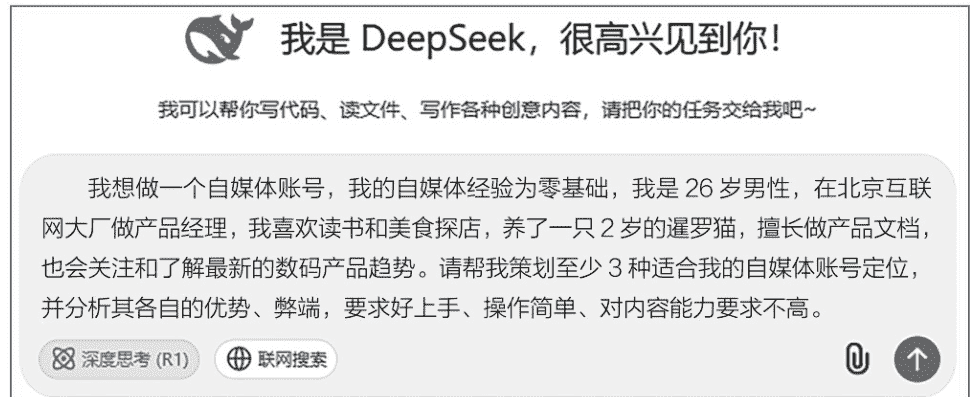 我是 DeepSeek，很高兴见到你！
我可以帮你写代码、读文件、写作各种创意内容，请把你的任务交给我吧~
我想做一个自媒体账号，我的自媒体经验为零基础，我是 26 岁男性，在北京互联
网大厂做产品经理，我喜欢读书和美食探店，养了一只 2 岁的暹罗猫，擅长做产品文档，
也会关注和了解最新的数码产品趋势。请帮我策划至少 3 种适合我的自媒体账号定位，
并分析其各自的优势、弊端，要求好上手、操作简单、对内容能力要求不高。
深度思考 (R1) 联网搜索